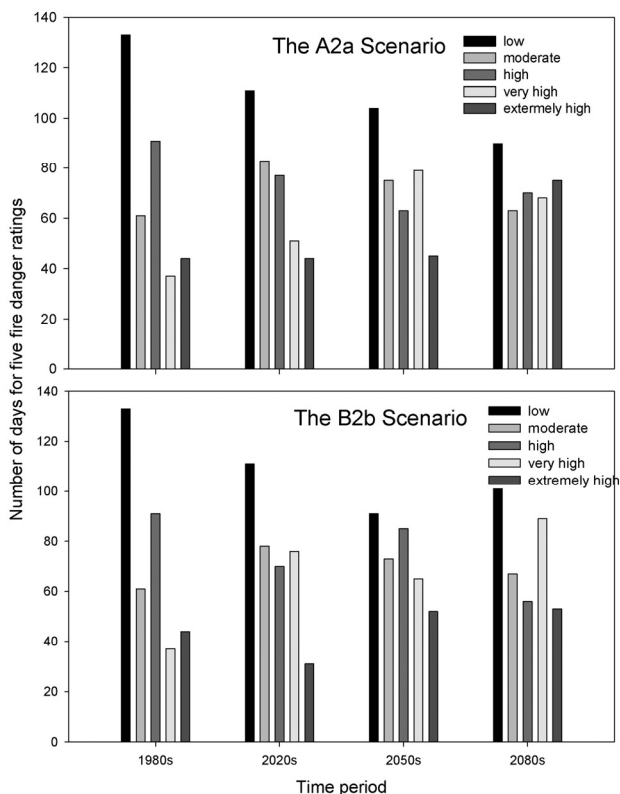 140
The A2a Scenario
low
120
moderate
high
100
very high
extermely high
80
60
40
20
0
Number of days for five fire danger ratings
140
The B2b Scenario
low
120
moderate
high
100
very high
extremely high
80
60
40
20
0
1980s 2020s 2050s 2080s
Time period